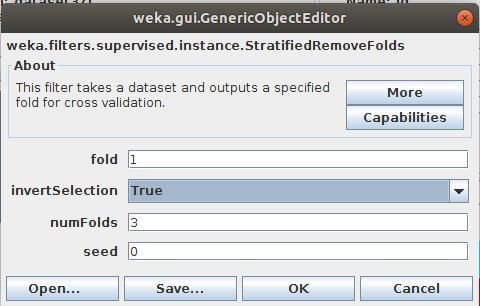 weka.gui.GenericObjectEditor
weka.filters.supervised.instance.StratifiedRemoveFolds
About
This filter takes a dataset and outputs a specified
fold for cross validation.
More
Capabilities
fold 1
invertSelection True
numFolds 3
seed 0
Open... Save... OK Cancel